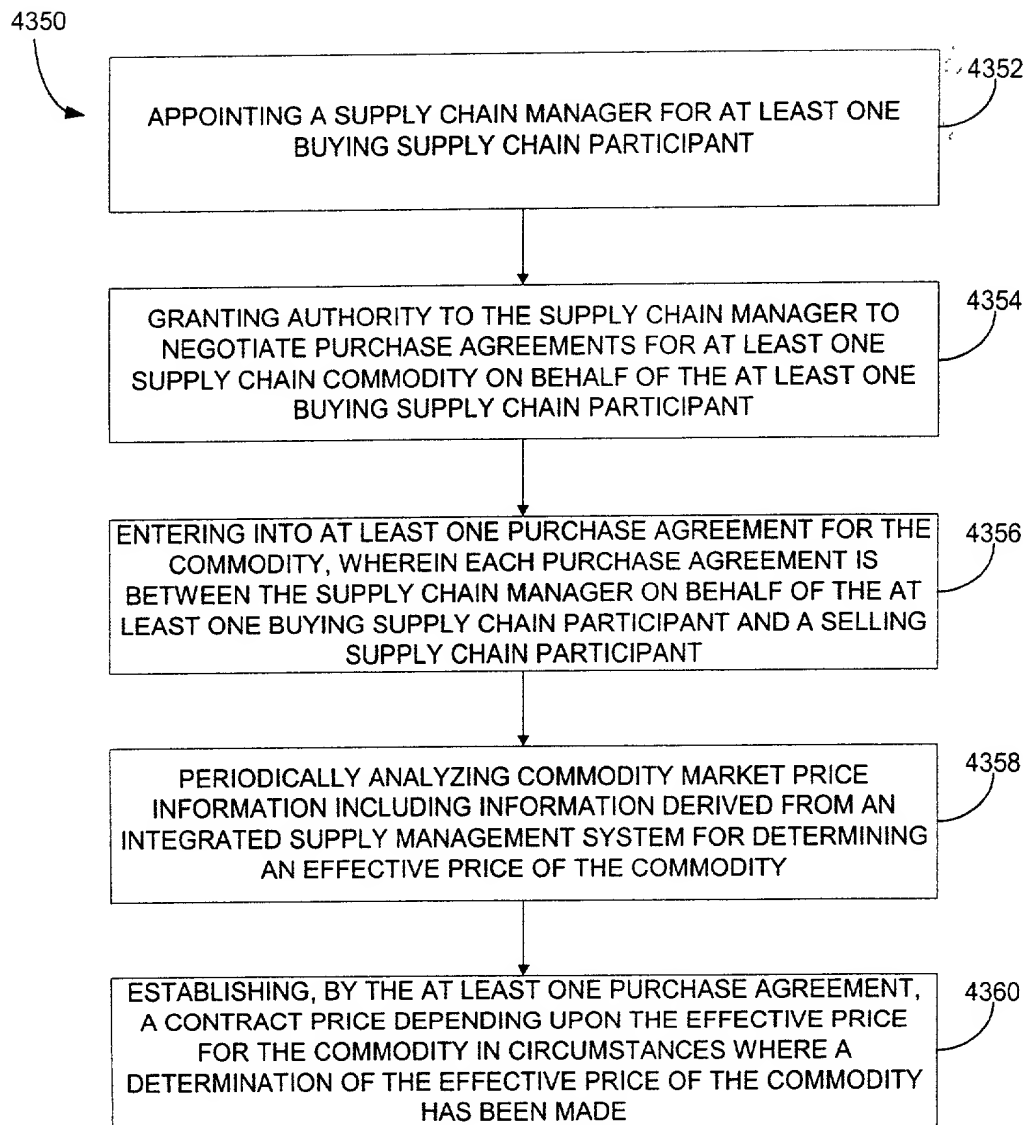 4350
4352
APPOINTING A SUPPLY CHAIN MANAGER FOR AT LEAST ONE
BUYING SUPPLY CHAIN PARTICIPANT
4354
GRANTING AUTHORITY TO THE SUPPLY CHAIN MANAGER TO
NEGOTIATE PURCHASE AGREEMENTS FOR AT LEAST ONE
SUPPLY CHAIN COMMODITY ON BEHALF OF THE AT LEAST ONE
BUYING SUPPLY CHAIN PARTICIPANT
4356
ENTERING INTO AT LEAST ONE PURCHASE AGREEMENT FOR THE
COMMODITY, WHEREIN EACH PURCHASE AGREEMENT IS
BETWEEN THE SUPPLY CHAIN MANAGER ON BEHALF OF THE AT
LEAST ONE BUYING SUPPLY CHAIN PARTICIPANT AND A SELLING
SUPPLY CHAIN PARTICIPANT
4358
PERIODICALLY ANALYZING COMMODITY MARKET PRICE
INFORMATION INCLUDING INFORMATION DERIVED FROM AN
INTEGRATED SUPPLY MANAGEMENT SYSTEM FOR DETERMINING
AN EFFECTIVE PRICE OF THE COMMODITY
4360
ESTABLISHING, BY THE AT LEAST ONE PURCHASE AGREEMENT,
A CONTRACT PRICE DEPENDING UPON THE EFFECTIVE PRICE
FOR THE COMMODITY IN CIRCUMSTANCES WHERE A
DETERMINATION OF THE EFFECTIVE PRICE OF THE COMMODITY
HAS BEEN MADE